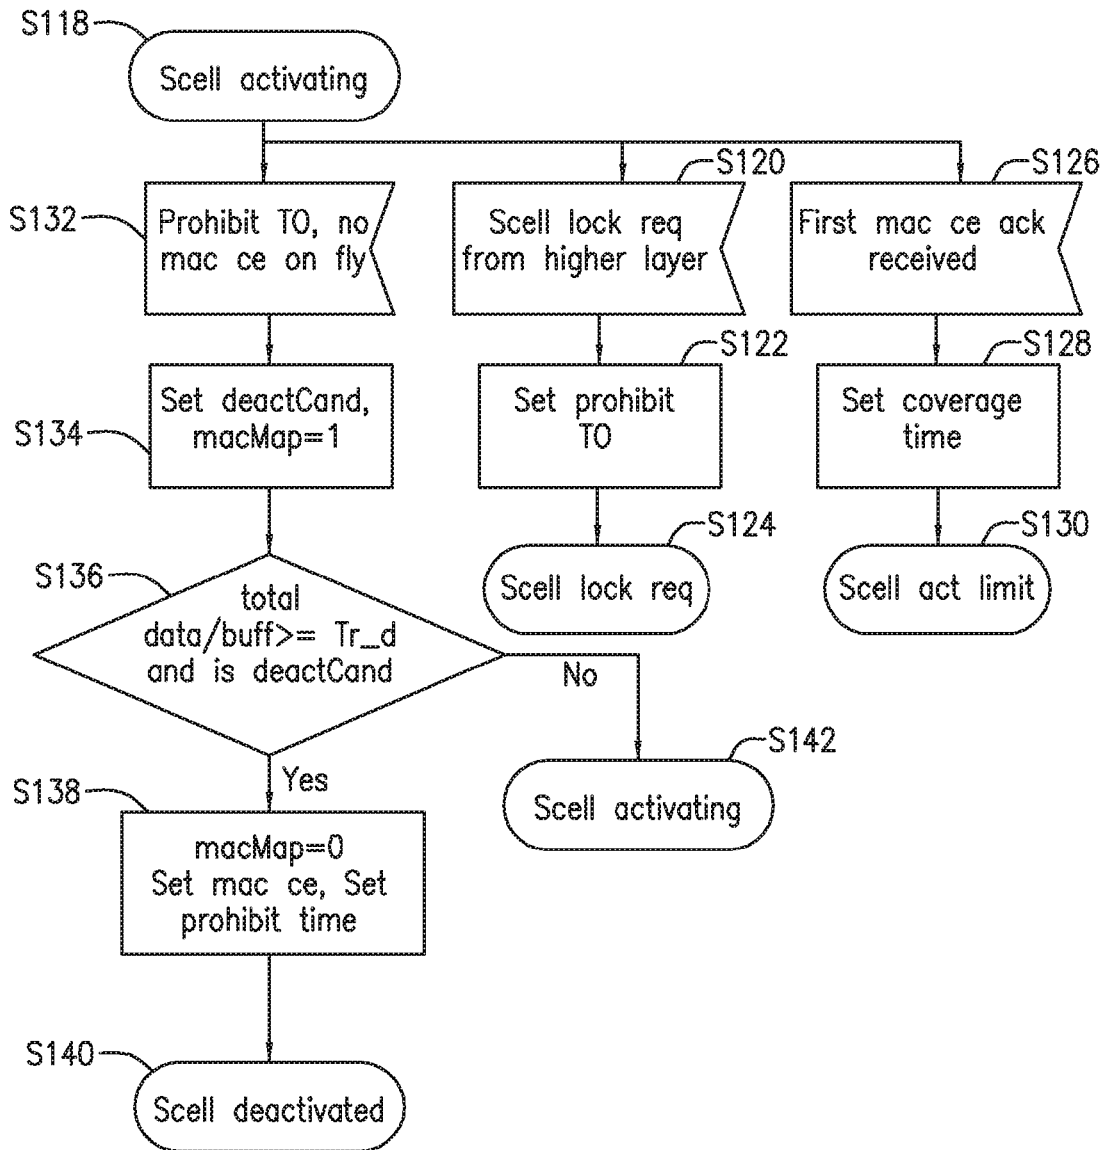 S118
Scell activating
S120
S126
S132
Prohibit TO, no
mac ce on fly
Scell lock req
from higher layer
First mac ce ack
received
S122
S128
S134
Set deactCand,
macMap=1
Set prohibit
TO
Set coverage
time
S124
S130
Scell lock req
Scell act limit
S136
total
data/buff>= Tr_d
and is deactCand
No
S142
Scell activating
Yes
S138
macMap=0
Set mac ce, Set
prohibit time
S140
Scell deactivated